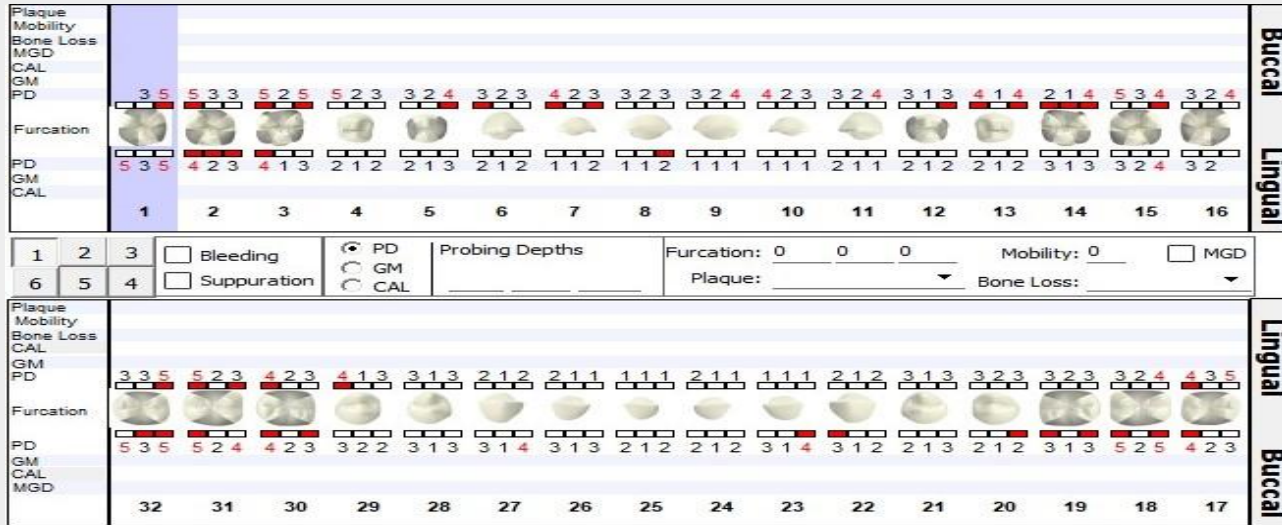 Plaque
Mobility
Bone Loss
MGD
CAL
GM
PD 3 5 5 3 3 5 2 5 5 2 3 3 2 4 3 2 3 4 2 3 3 2 3 3 2 4 4 2 3 3 2 4 3 1 3 4 1 4 2 1 4 5 3 4 3 2 4
Buccal
Furcation
PD 5 3 5 4 2 3 4 1 3 2 1 2 2 1 3 2 1 2 1 1 2 1 1 2 1 1 1 1 1 1 2 1 1 2 1 2 2 1 2 3 1 3 3 2 4 3 2
GM
CAL
Lingual
1 2 3 4 5 6 7 8 9 10 11 12 13 14 15 16
1 2 3 Bleeding PD Probing Depths Furcation: 0 0 0 Mobility: 0 MGD
GM
6 5 4 Suppuration CAL Plaque: Bone Loss:
Plaque
Mobility
Bone Loss
CAL
GM
PD 3 3 5 5 2 3 4 2 3 4 1 3 3 1 3 2 1 2 2 1 1 1 1 1 2 1 1 1 1 1 2 1 2 3 1 3 3 2 3 3 2 3 3 2 4 4 3 5
Lingual
Furcation
PD 5 3 5 5 2 4 4 2 3 3 2 2 3 1 3 3 1 4 3 1 3 2 1 2 2 1 2 3 1 4 3 1 2 2 1 3 2 1 2 3 1 3 5 2 5 4 2 3
GM
CAL
MGD
Buccal
32 31 30 29 28 27 26 25 24 23 22 21 20 19 18 17